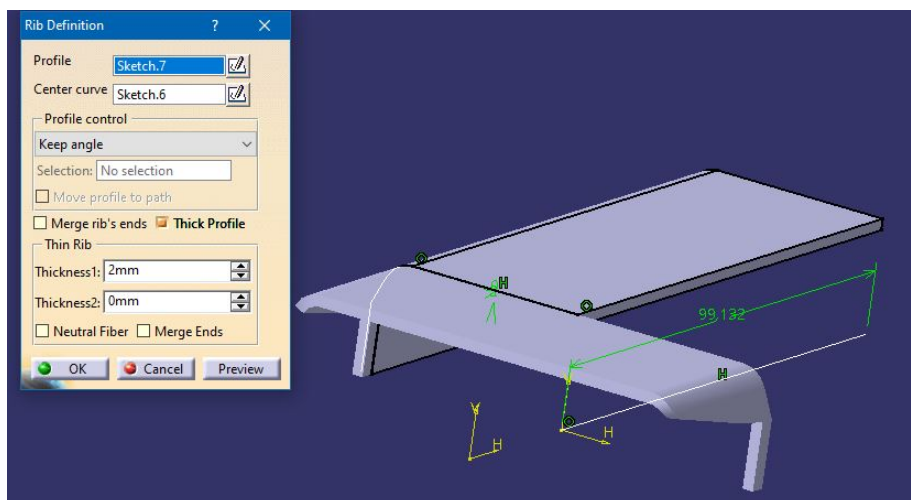 Rib Definition ? ×
Profile Sketch.7
Center curve Sketch.6
Profile control
Keep angle
Selection: No selection
Move profile to path
Merge rib's ends Thick Profile
Thin Rib
Thickness1: 2mm
Thickness2: 0mm
Neutral Fiber Merge Ends
OK Cancel Preview
H
99,132
H
V
V
H
H